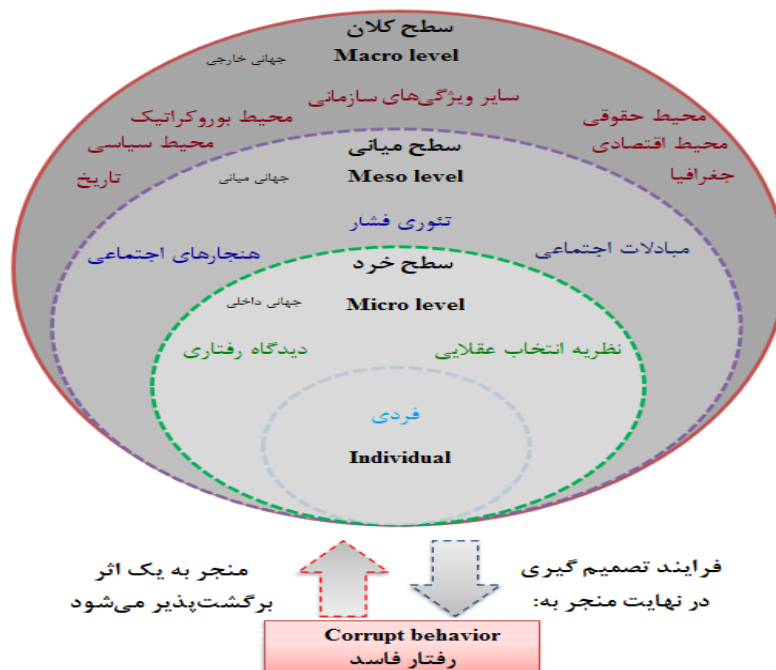 سطح کلان
Macro level
جهانی خارجی
سایر ویژگی‌های سازمانی
محیط حقوقی
محیط بوروکراتیک
محیط اقتصادی
محیط سیاسی
جغرافیا
تاریخ
سطح میانی
Meso level
جهانی میانی
تئوری فشار
مبادلات اجتماعی
هنجارهای اجتماعی
سطح خرد
Micro level
جهانی داخلی
نظریه انتخاب عقلایی
دیدگاه رفتاری
فردی
Individual
فرایند تصمیم گیری
در نهایت منجر به:
منجر به یک اثر
برگشت‌پذیر می‌شود
Corrupt behavior
رفتار فاسد